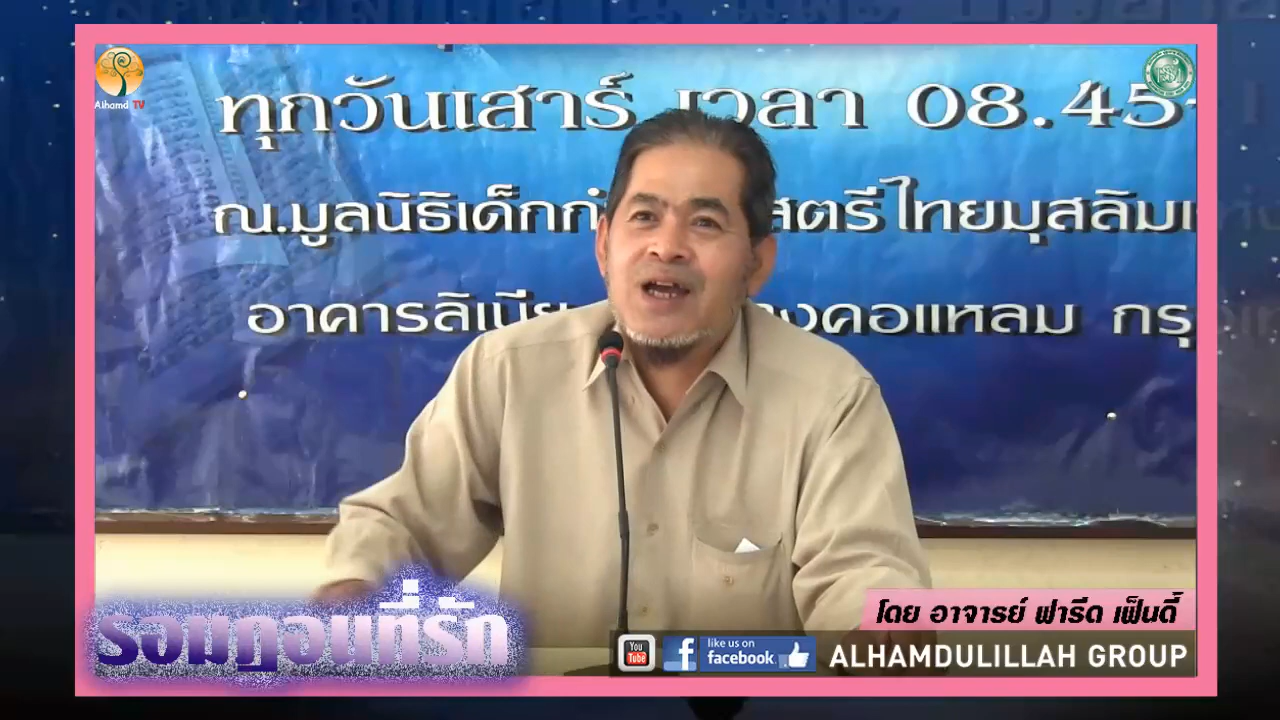 Alhamd TV
ทุกวันเสาร์ เวลา 08.45-
ณ.มูลนิธิเด็กกำ สตรีไทยมุสลิม
อาคารลิเนีย างคอแหลม กรุ
รอมฎอนที่รัก
โดย อาจารย์ ฟารีด เฟ็นดี้
You
Tube
like us on
facebook
ALHAMDULILLAH GROUP